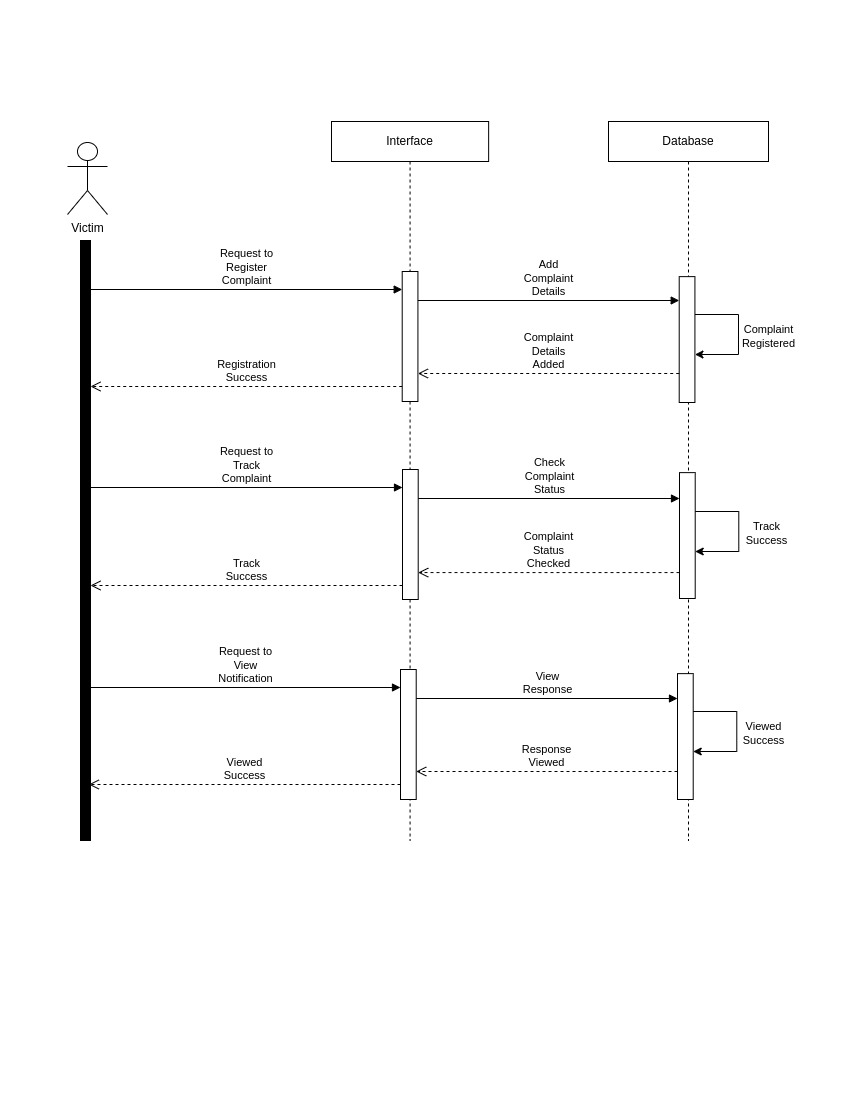 Interface
Database
Victim
Request to
Register
Complaint
Add
Complaint
Details
Complaint
Registered
Complaint
Details
Added
Registration
Success
Request to
Track
Complaint
Check
Complaint
Status
Track
Success
Complaint
Status
Checked
Track
Success
Request to
View
Notification
View
Response
Viewed
Success
Response
Viewed
Viewed
Success